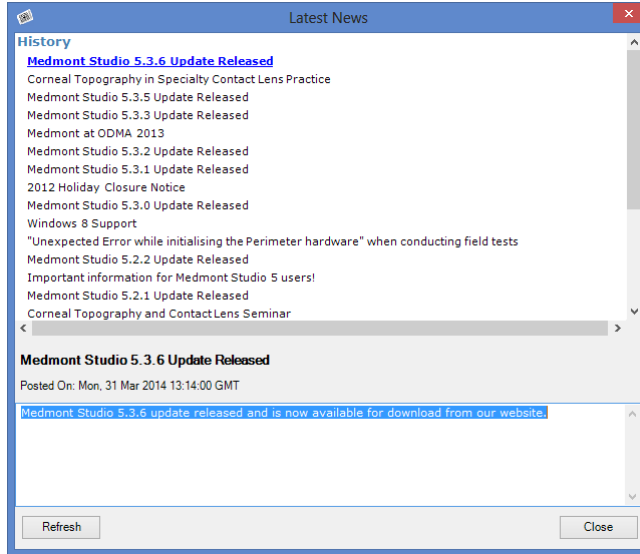 Latest News
History
Medmont Studio 5.3.6 Update Released
Corneal Topography in Specialty Contact Lens Practice
Medmont Studio 5.3.5 Update Released
Medmont Studio 5.3.3 Update Released
Medmont at ODMA 2013
Medmont Studio 5.3.2 Update Released
Medmont Studio 5.3.1 Update Released
2012 Holiday Closure Notice
Medmont Studio 5.3.0 Update Released
Windows 8 Support
"Unexpected Error while initialising the Perimeter hardware" when conducting field tests
Medmont Studio 5.2.2 Update Released
Important information for Medmont Studio 5 users!
Medmont Studio 5.2.1 Update Released
Corneal Topography and Contact Lens Seminar
Medmont Studio 5.3.6 Update Released
Posted On: Mon, 31 Mar 2014 13:14:00 GMT
Medmont Studio 5.3.6 update released and is now available for download from our website.
Refresh Close